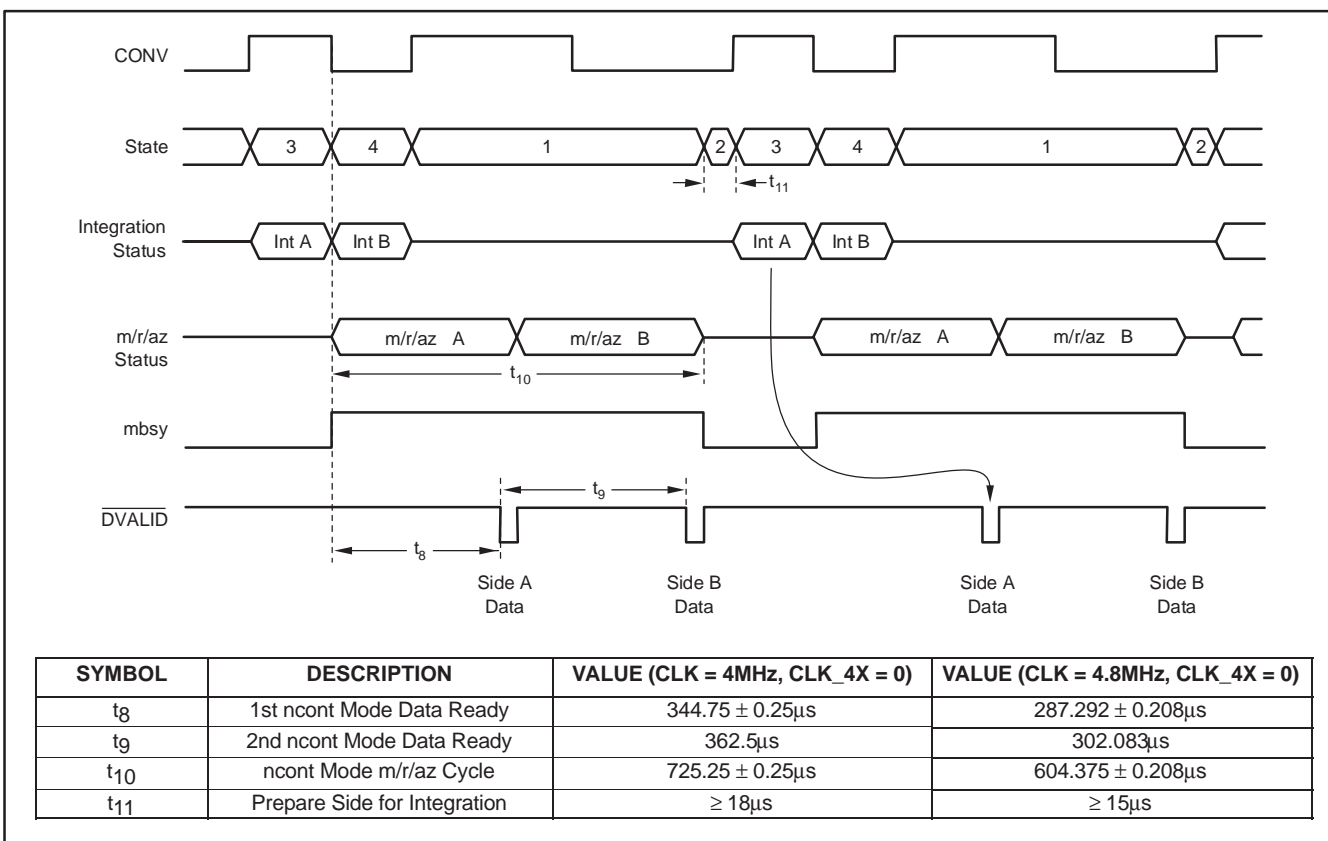 CONV
State
3
4
1
2
3
4
1
2
t11
Integration
Status
Int A
Int B
Int A
Int B
m/r/az
Status
m/r/az A
m/r/az B
m/r/az A
m/r/az B
t10
mbsy
t9
DVALID
t8
Side A
Data
Side B
Data
Side A
Data
Side B
Data
SYMBOL DESCRIPTION VALUE (CLK = 4MHz, CLK_4X = 0) VALUE (CLK = 4.8MHz, CLK_4X = 0)
t8 1st ncont Mode Data Ready 344.75 ± 0.25μs 287.292 ± 0.208μs
t9 2nd ncont Mode Data Ready 362.5μs 302.083μs
t10 ncont Mode m/r/az Cycle 725.25 ± 0.25μs 604.375 ± 0.208μs
t11 Prepare Side for Integration ≥ 18μs ≥ 15μs